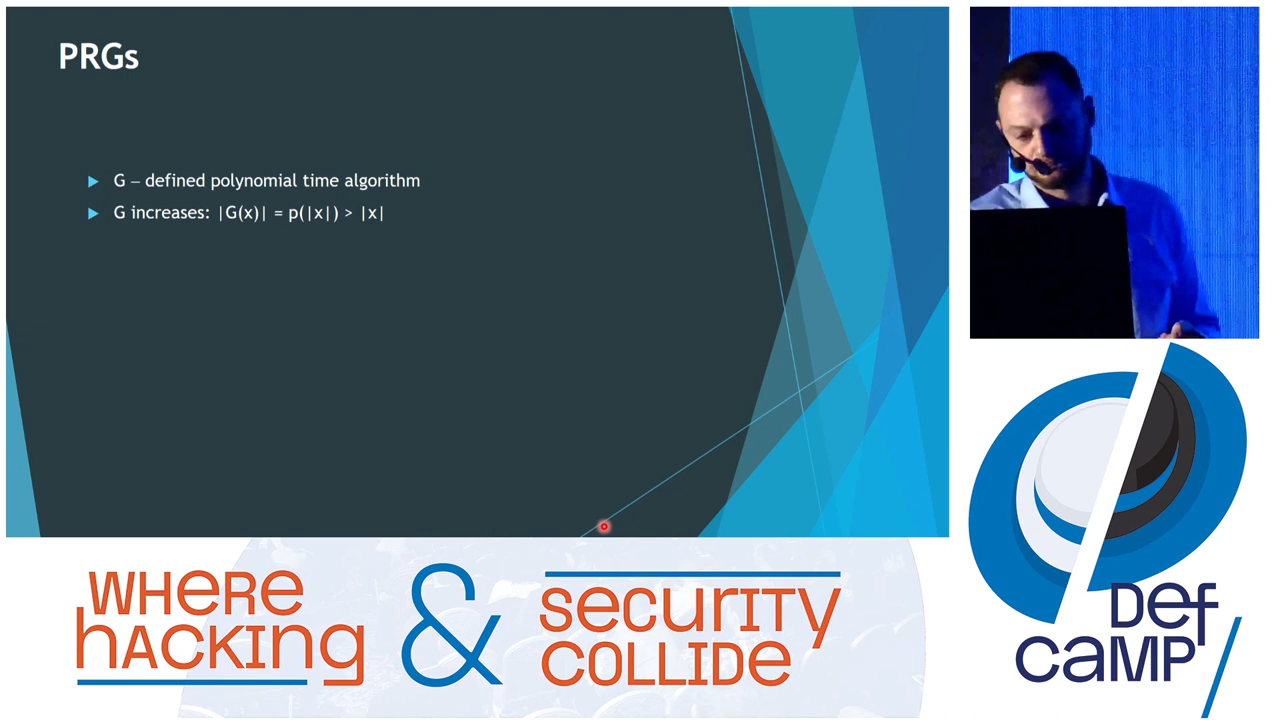 PRGs
G – defined polynomial time algorithm
G increases: |G(x)| = p(|x|) > |x|
WHERE
hACKING
&
SECURITY
COLLIDE
DEF
CAMP/